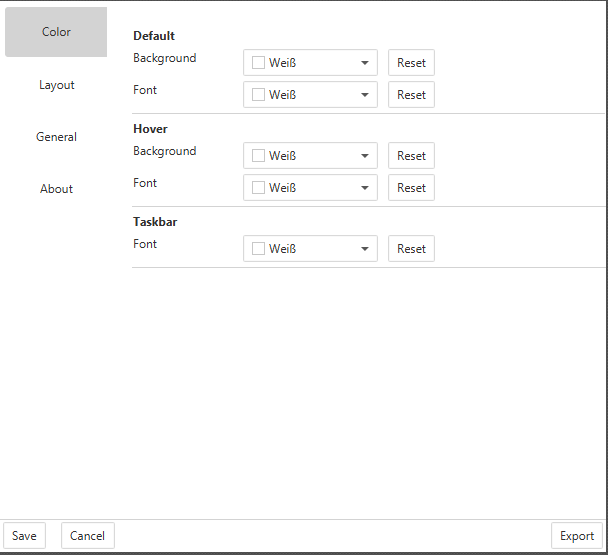 Color
Layout
General
About
Default
Background Weiß Reset
Font Weiß Reset
Hover
Background Weiß Reset
Font Weiß Reset
Taskbar
Font Weiß Reset
Save Cancel Export